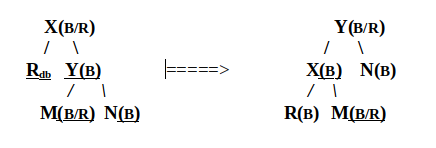 X(B/R) Y(B/R)
/ \ / \
Rdb Y(B) |=====> X(B) N(B)
/ \ / \
M(B/R) N(B) R(B) M(B/R)